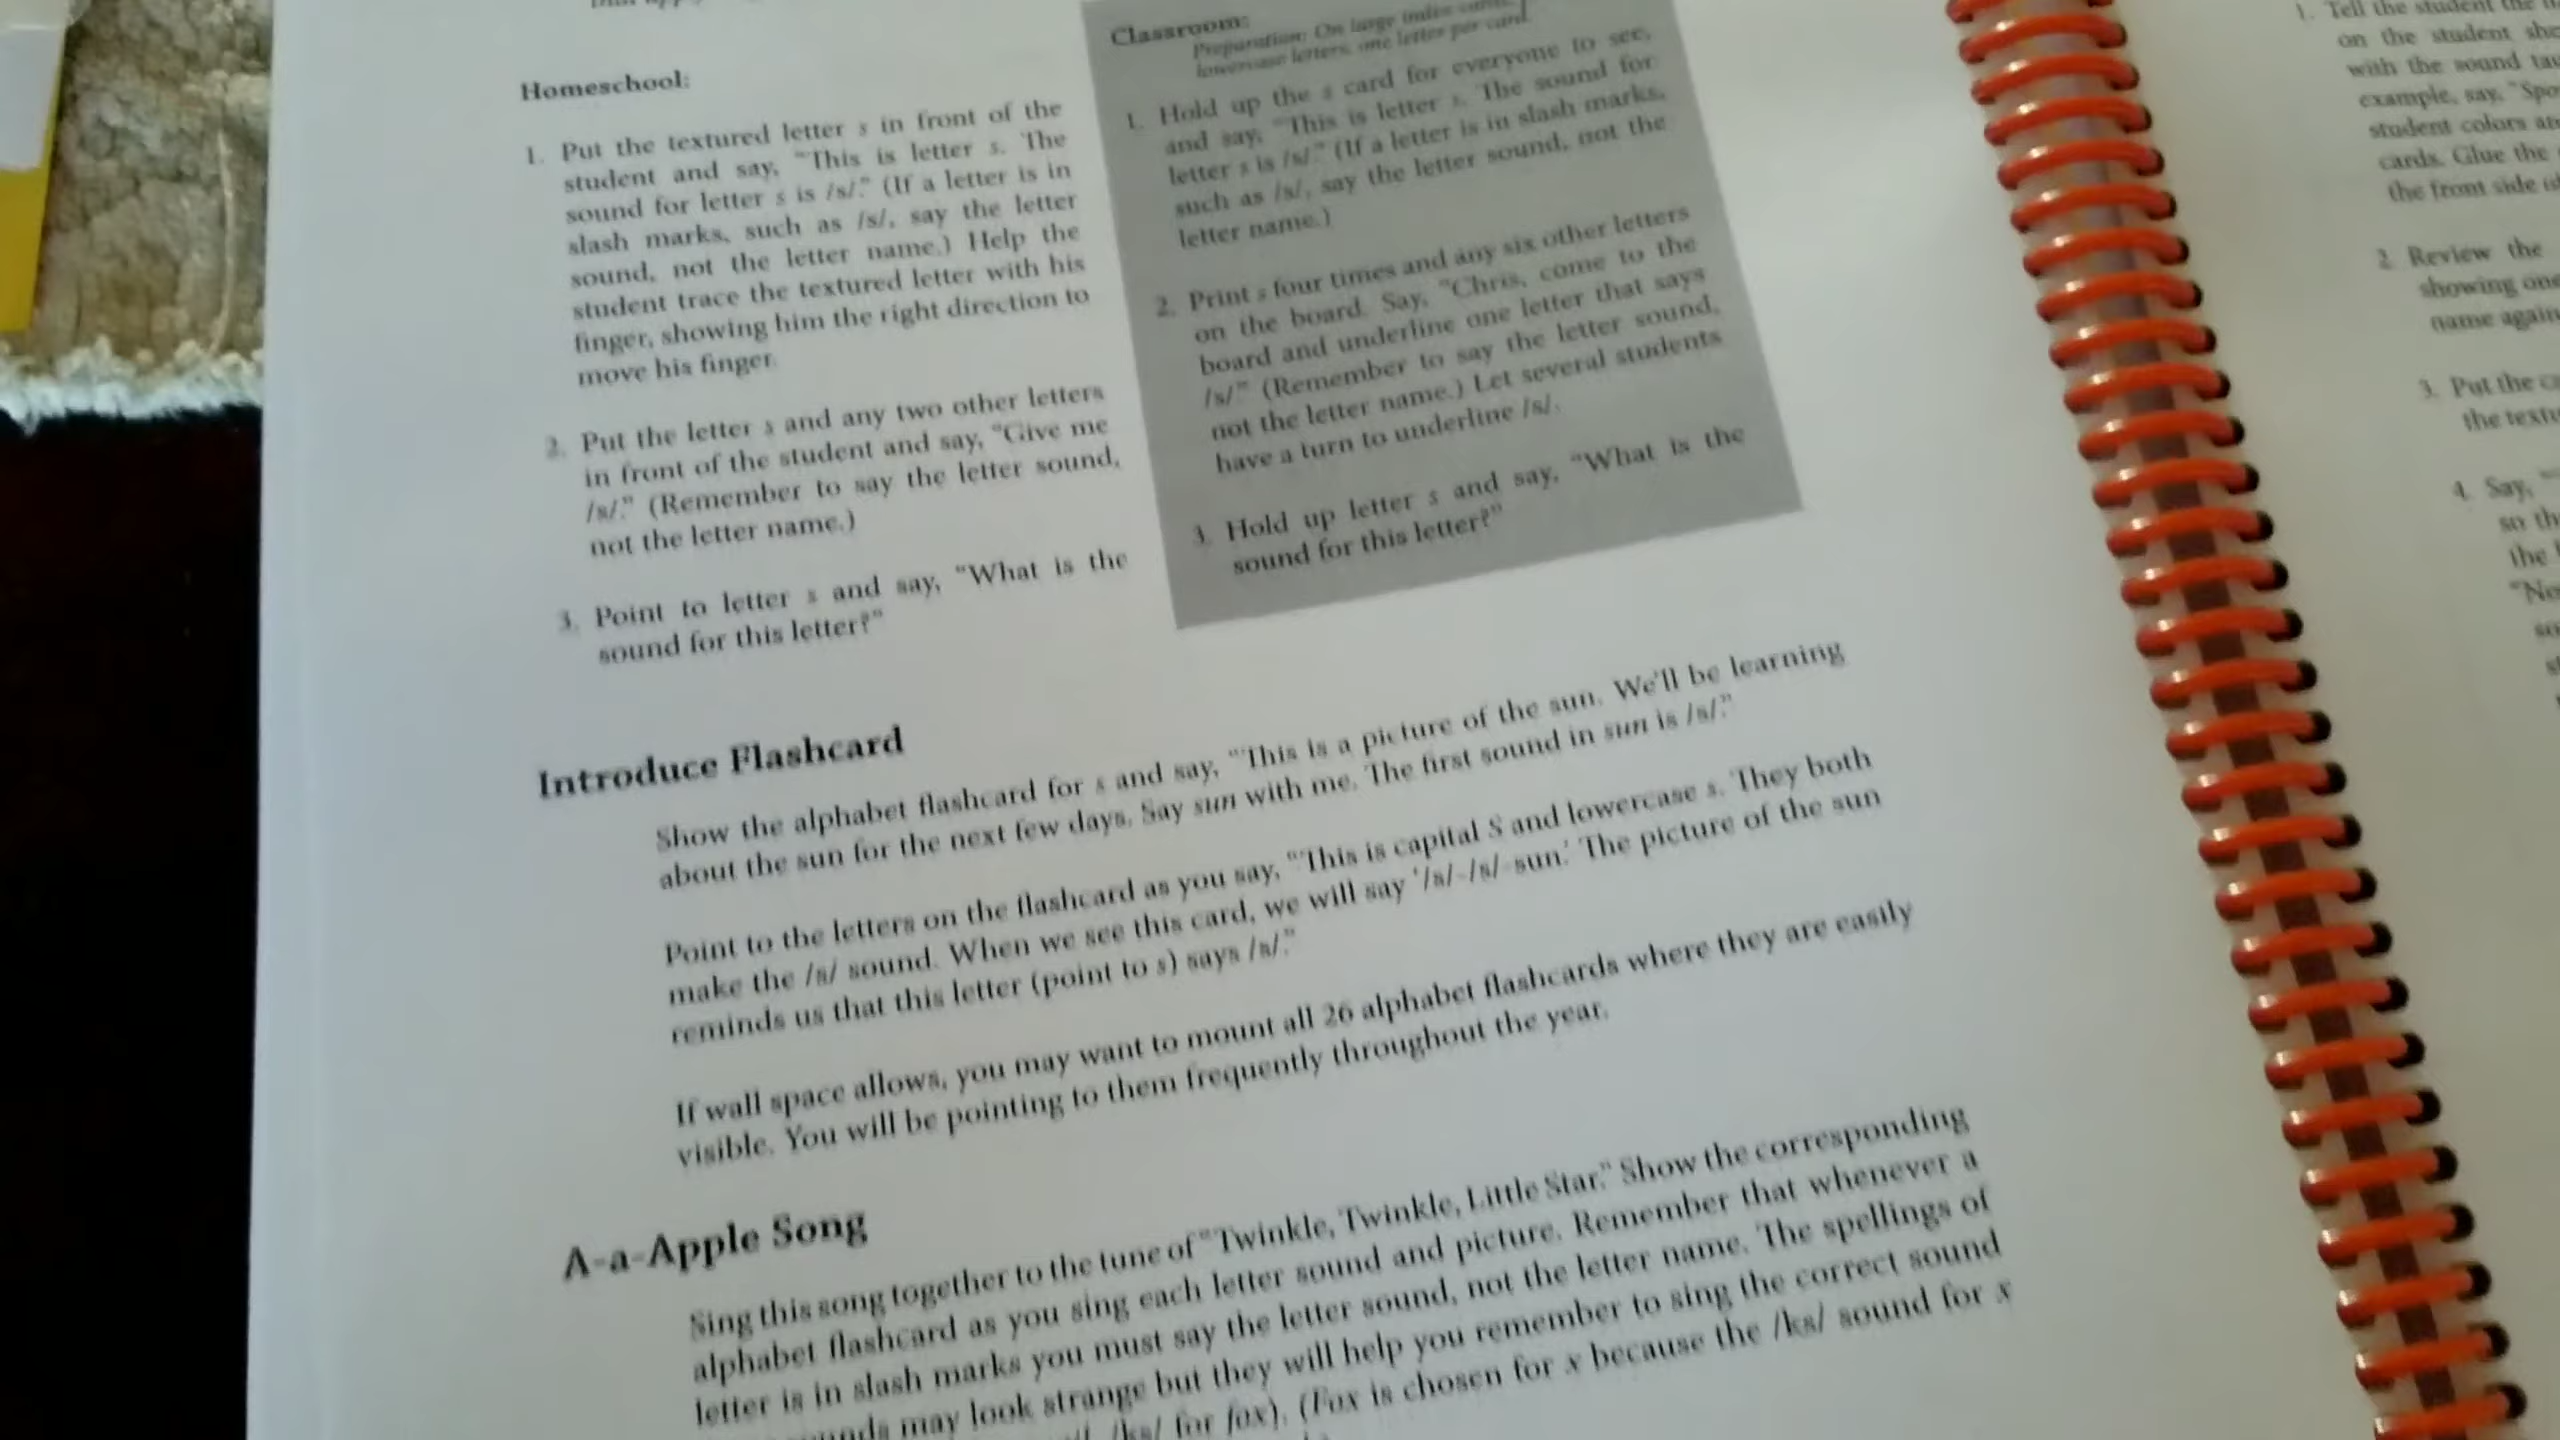 Homeschool:
1. Put the textured letter s in front of the
student and say, "This is letter s. The
sound for letter s is /s/." (If a letter is in
slash marks, such as /s/, say the letter
sound, not the letter name.) Help the
student trace the textured letter with his
finger, showing him the right direction to
move his finger.
2. Put the letter s and any two other letters
in front of the student and say, "Give me
/s/." (Remember to say the letter sound,
not the letter name.)
3. Point to letter s and say, "What is the
sound for this letter?"
Classroom:
Preparation: On large index cards,
lowercase letters, one letter per card.
1. Hold up the s card for everyone to see,
and say, "This is letter s. The sound for
letter s is /s/." (If a letter is in slash marks,
such as /s/, say the letter sound, not the
letter name.)
2. Print s four times and any six other letters
on the board. Say, "Chris, come to the
board and underline one letter that says
/s/." (Remember to say the letter sound,
not the letter name.) Let several students
have a turn to underline /s/.
3. Hold up letter s and say, "What is the
sound for this letter?"
Introduce Flashcard
Show the alphabet flashcard for s and say, "This is a picture of the sun. We'll be learning
about the sun for the next few days. Say sun with me. The first sound in sun is /s/."
Point to the letters on the flashcard as you say, "This is capital S and lowercase s. They both
make the /s/ sound. When we see this card, we will say '/s/-/s/-sun.' The picture of the sun
reminds us that this letter (point to s) says /s/."
If wall space allows, you may want to mount all 26 alphabet flashcards where they are easily
visible. You will be pointing to them frequently throughout the year.
A-a-Apple Song
Sing this song together to the tune of "Twinkle, Twinkle, Little Star." Show the corresponding
alphabet flashcard as you sing each letter sound and picture. Remember that whenever a
letter is in slash marks you must say the letter sound, not the letter name. The spellings of
may look strange but they will help you remember to sing the correct sound
/ks/ for fox). (Fox is chosen for x because the /ks/ sound for x
1. Tell the student the
on the student
with the sound
example, say,
student colors
cards. Glue the
the front side
2. Review the
showing one
name again
3. Put the
the
4. Say,
so
the